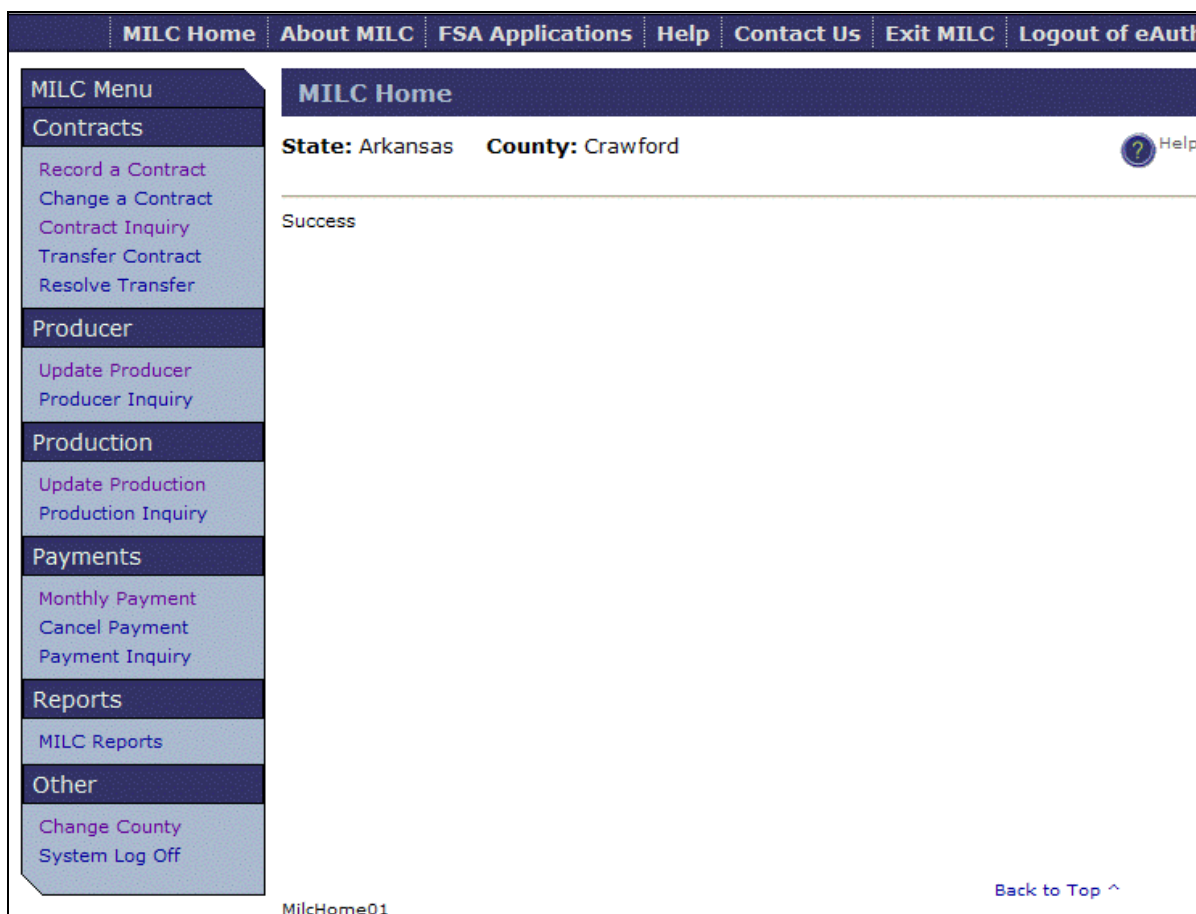 MILC Home About MILC FSA Applications Help Contact Us Exit MILC Logout of eAuth
MILC Menu
Contracts
Record a Contract
Change a Contract
Contract Inquiry
Transfer Contract
Resolve Transfer
Producer
Update Producer
Producer Inquiry
Production
Update Production
Production Inquiry
Payments
Monthly Payment
Cancel Payment
Payment Inquiry
Reports
MILC Reports
Other
Change County
System Log Off
MILC Home
State: Arkansas County: Crawford
? Help
Success
Back to Top ^
MilcHome01